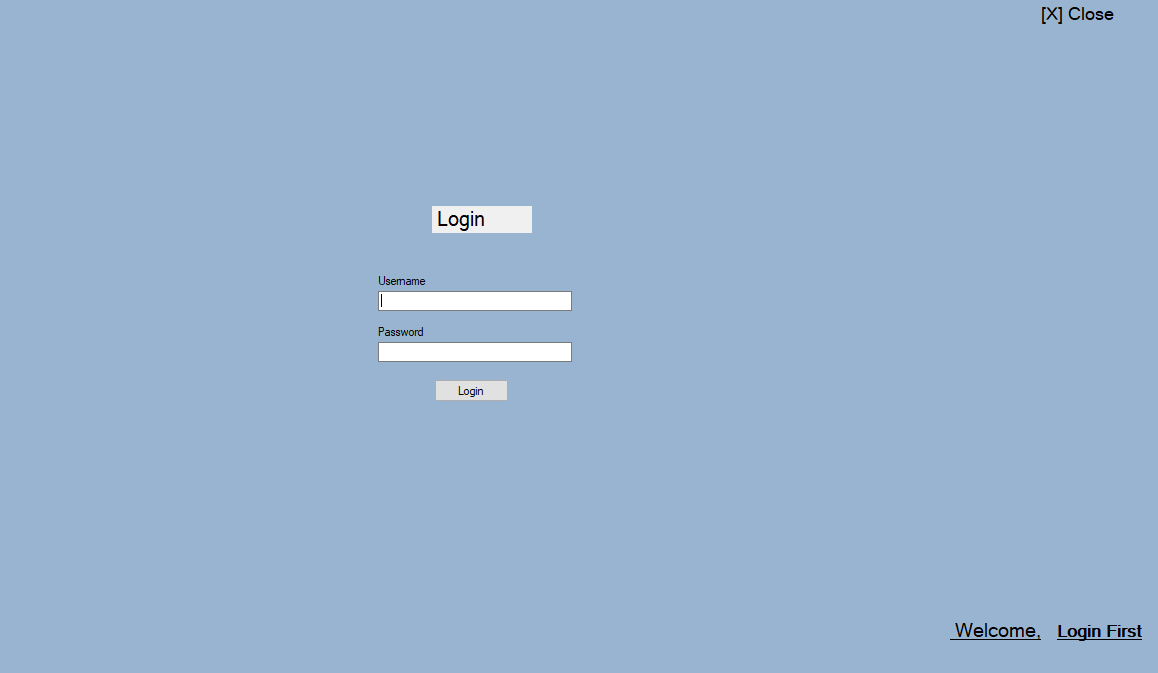 [X] Close
Login
Username
Password
Login
Welcome, Login First